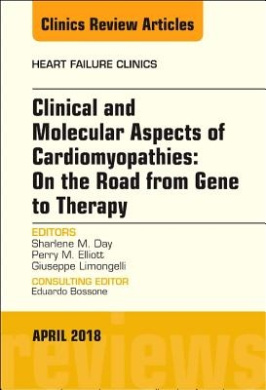 Clinics Review Articles
HEART FAILURE CLINICS
Clinical and
Molecular Aspects of
Cardiomyopathies:
On the Road from Gene
to Therapy
EDITORS
Sharlene M. Day
Perry M. Elliott
Giuseppe Limongelli
CONSULTING EDITOR
Eduardo Bossone
APRIL 2018
reviews